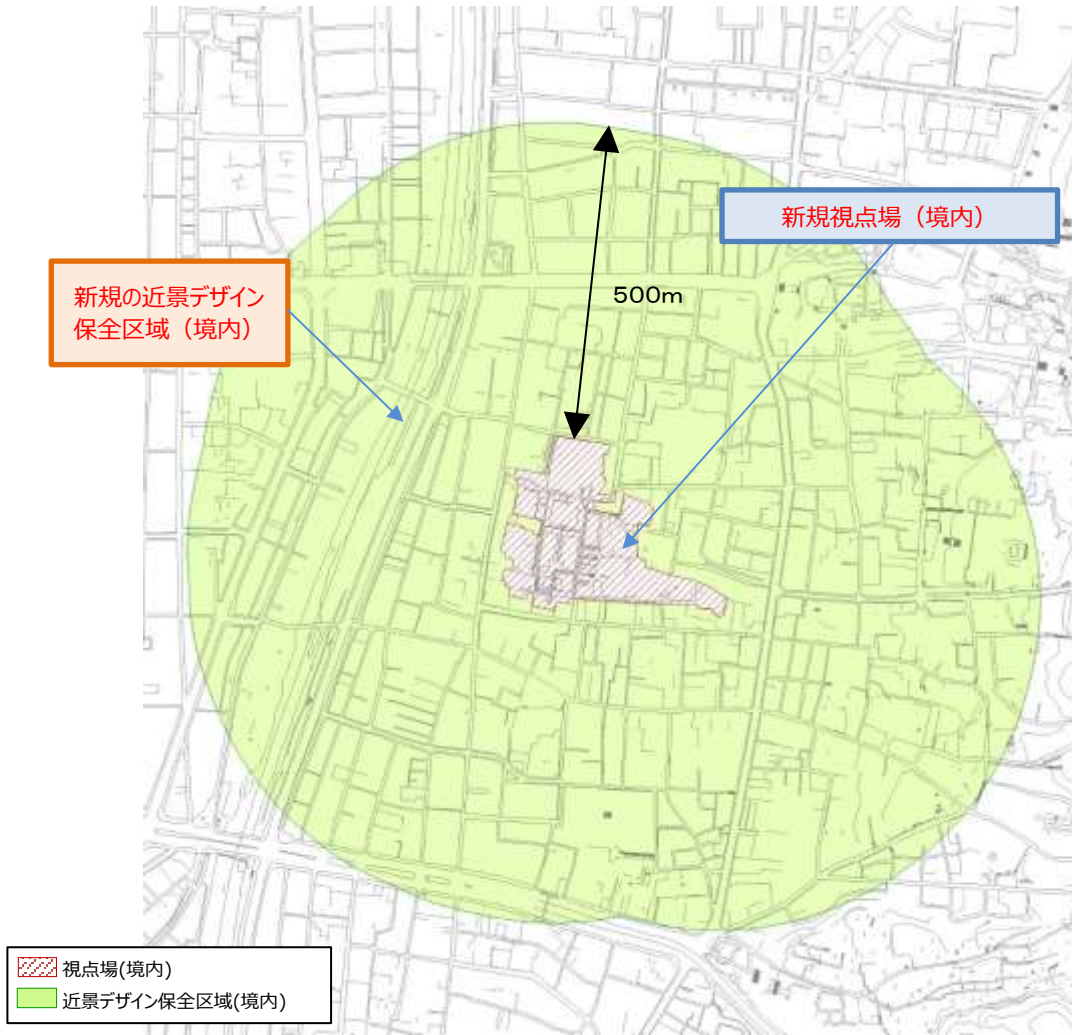 新規視点場（境内）
新規の近景デザイン
保全区域（境内）
500m
視点場(境内)
近景デザイン保全区域(境内)